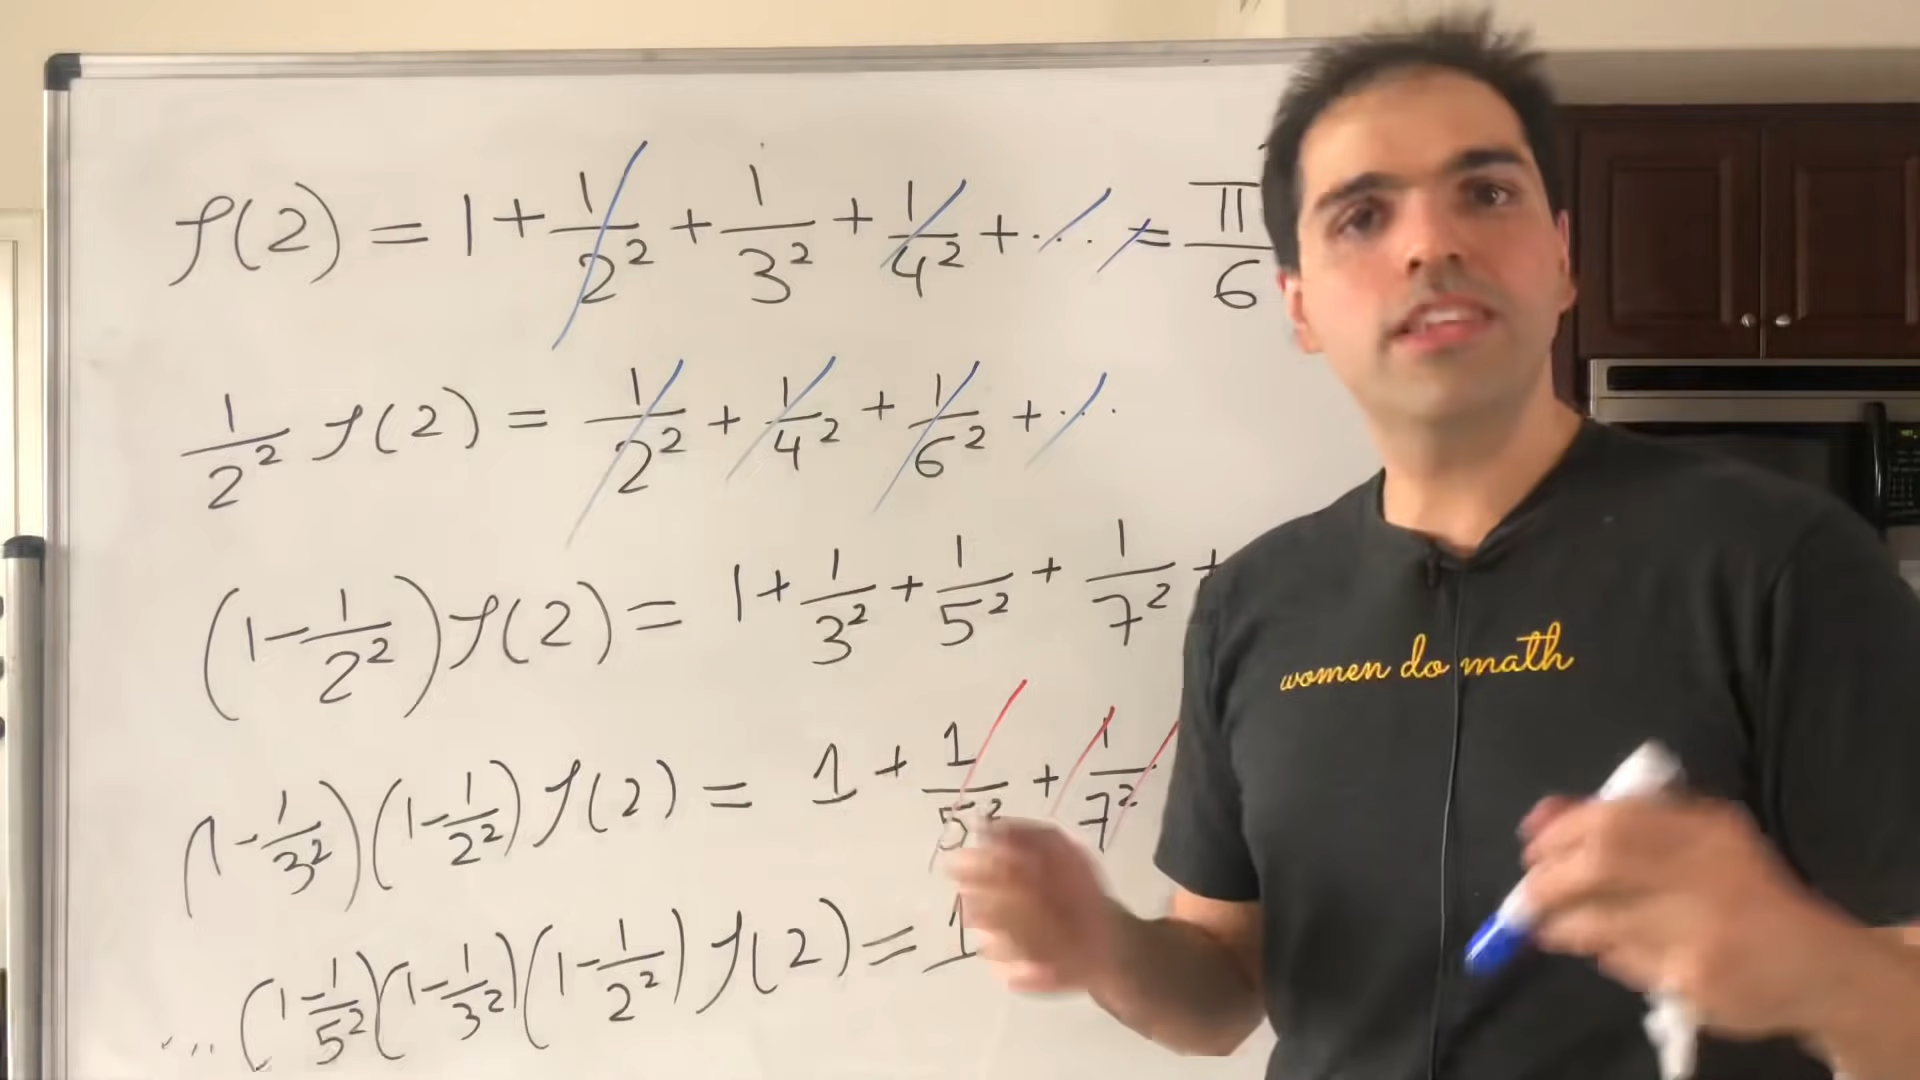 ζ(2) = 1 + 1/2² + 1/3² + 1/4² + ... = π/6
1/2² ζ(2) = 1/2² + 1/4² + 1/6² + ...
(1 - 1/2²) ζ(2) = 1 + 1/3² + 1/5² + 1/7² +
(1 - 1/3²)(1 - 1/2²) ζ(2) = 1 + 1/5² + 1/7²
... (1 - 1/5²)(1 - 1/3²)(1 - 1/2²) ζ(2) = 1
women do math